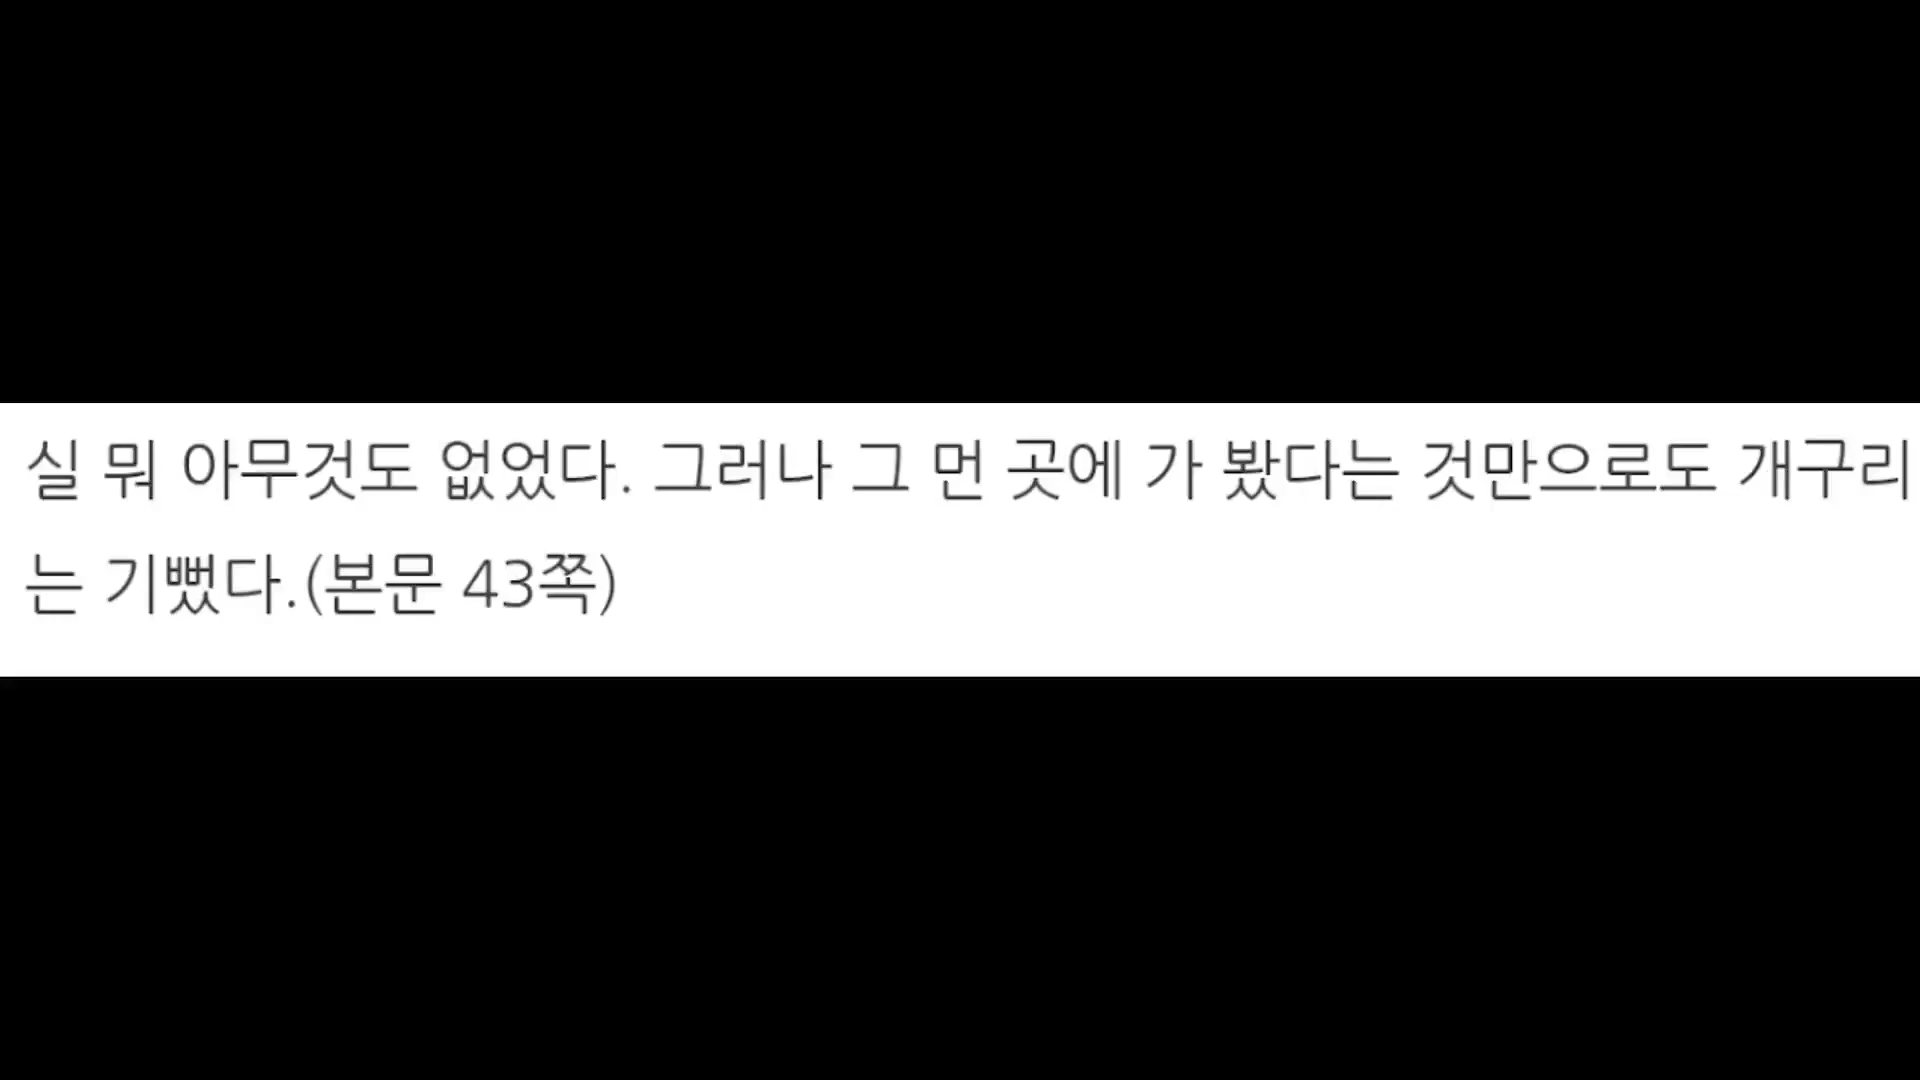 실 뭐 아무것도 없었다. 그러나 그 먼 곳에 가 봤다는 것만으로도 개구리
는 기뻤다.(본문 43쪽)